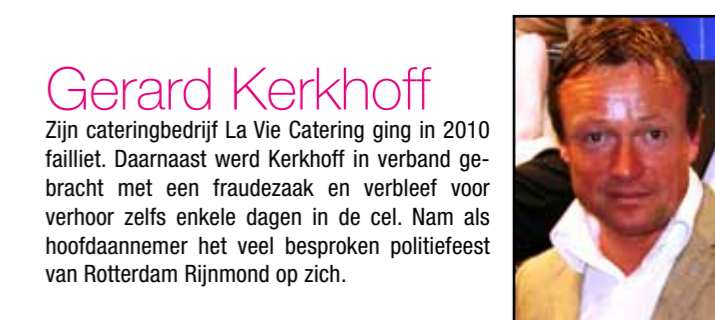 Gerard Kerkhoff
Zijn cateringbedrijf La Vie Catering ging in 2010
failliet. Daarnaast werd Kerkhoff in verband ge-
bracht met een fraudezaak en verbleef voor
verhoor zelfs enkele dagen in de cel. Nam als
hoofdaannemer het veel besproken politiefeest
van Rotterdam Rijnmond op zich.